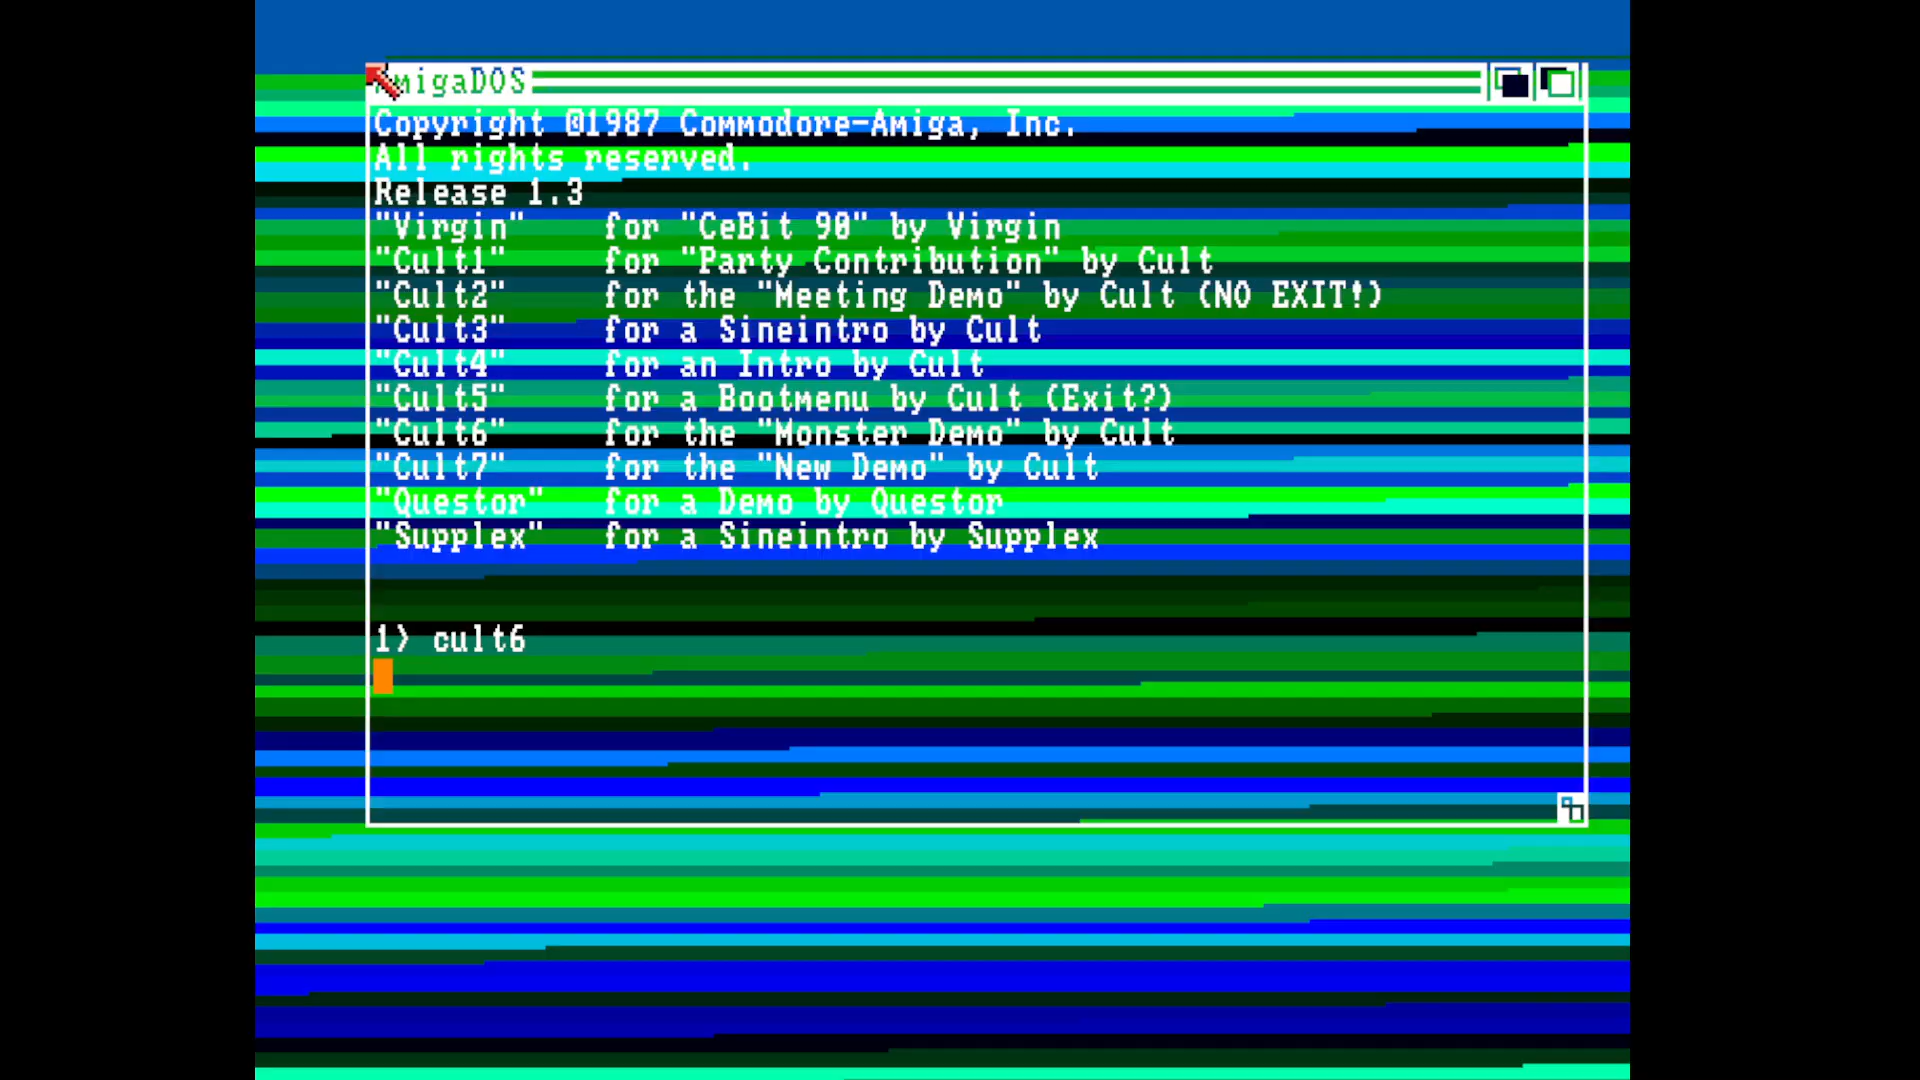 AmigaDOS
Copyright ©1987 Commodore-Amiga, Inc.
All rights reserved.
Release 1.3
"Virgin" for "CeBit 90" by Virgin
"Cult1" for "Party Contribution" by Cult
"Cult2" for the "Meeting Demo" by Cult (NO EXIT!)
"Cult3" for a Sineintro by Cult
"Cult4" for an Intro by Cult
"Cult5" for a Bootmenu by Cult (Exit?)
"Cult6" for the "Monster Demo" by Cult
"Cult7" for the "New Demo" by Cult
"Questor" for a Demo by Questor
"Supplex" for a Sineintro by Supplex
1> cult6